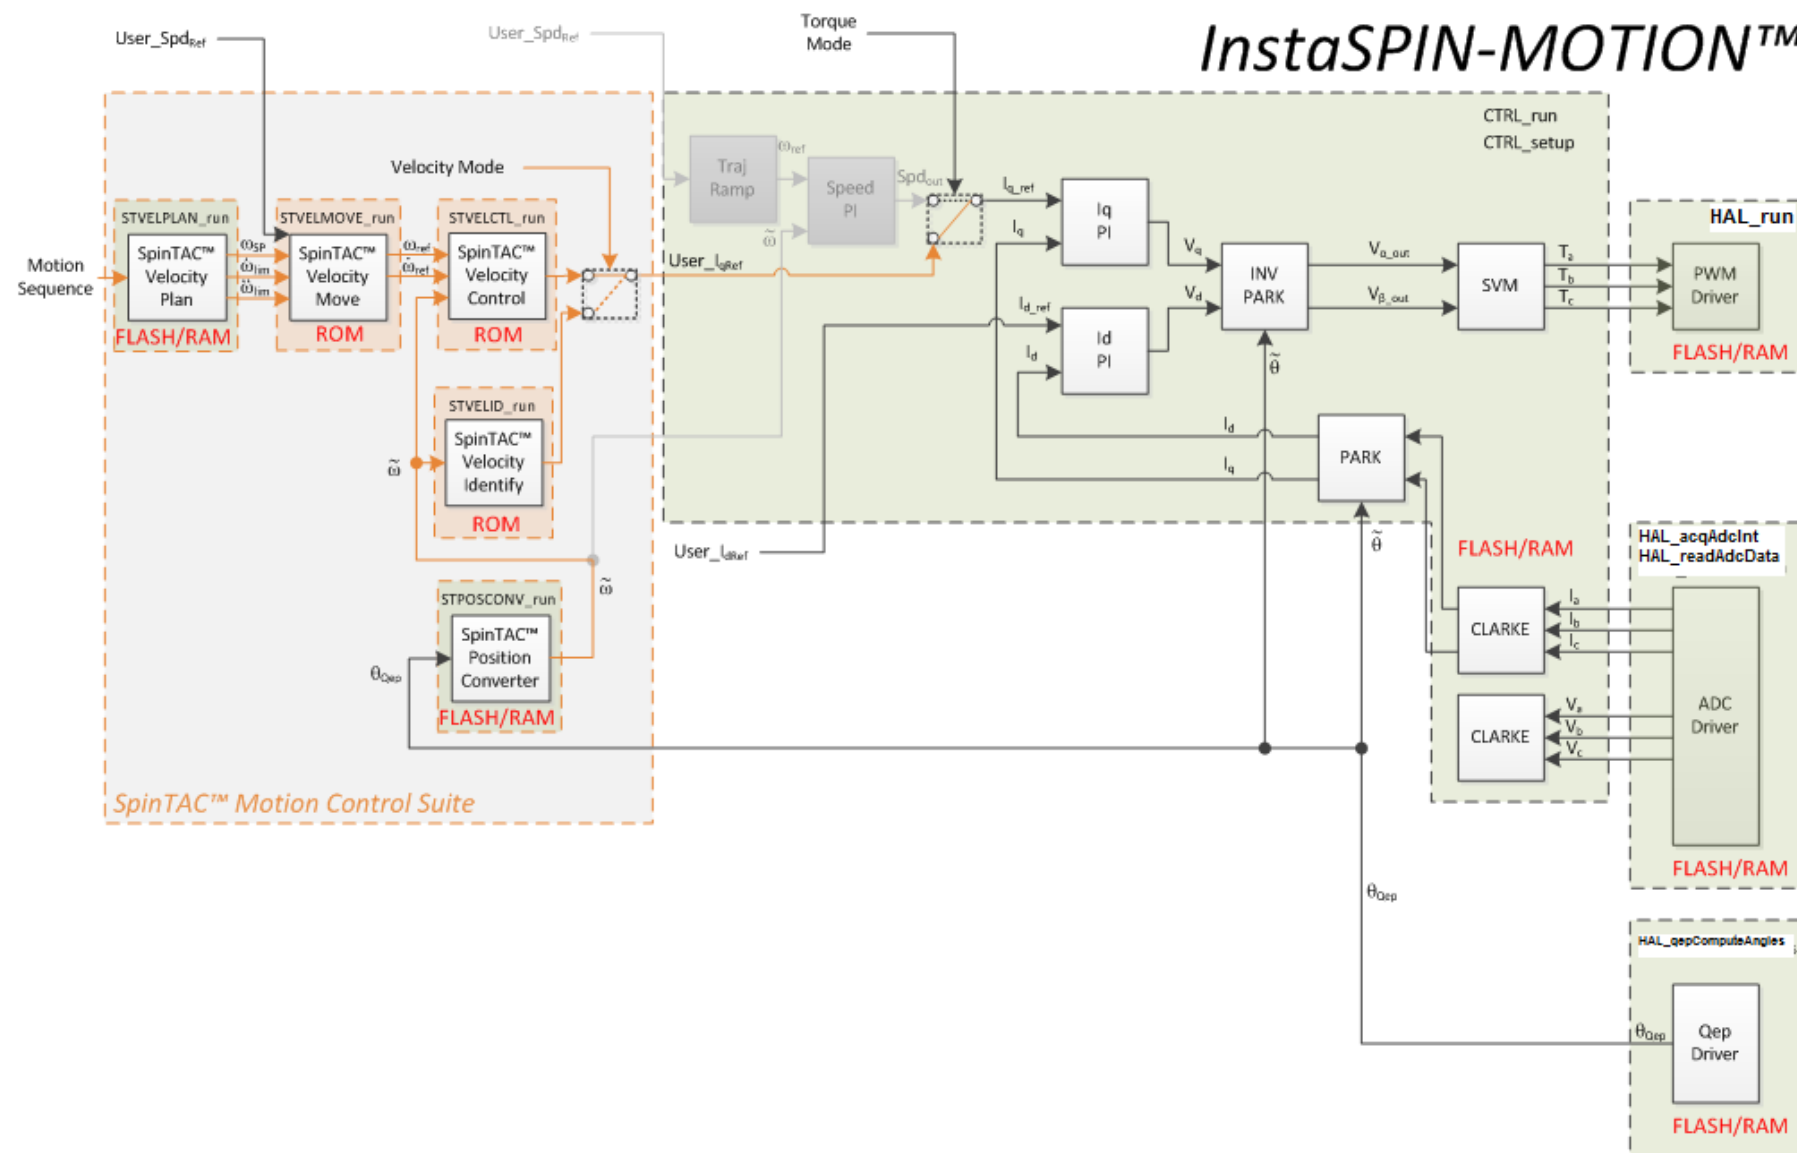 InstaSPIN-MOTION™
User_SpdRef
User_SpdRef
Torque
Mode
CTRL_run
CTRL_setup
Velocity Mode
Traj
Ramp
ωref
Speed
PI
Spdout
ω̃
STVELPLAN_run
SpinTAC™
Velocity
Plan
FLASH/RAM
Motion
Sequence
ωSP
ω̇lim
ω̈lim
STVELMOVE_run
SpinTAC™
Velocity
Move
ROM
ωref
ω̇ref
STVELCTL_run
SpinTAC™
Velocity
Control
ROM
User_IqRef
Iq_ref
Iq
Iq
PI
Id_ref
Id
Id
PI
Vq
Vd
INV
PARK
Vα_out
Vβ_out
SVM
Ta
Tb
Tc
HAL_run
PWM
Driver
FLASH/RAM
θ̃
STVELID_run
SpinTAC™
Velocity
Identify
ROM
ω̃
Id
Iq
PARK
θ̃
User_IdRef
FLASH/RAM
HAL_acqAdcInt
HAL_readAdcData
ω̃
STPOSCONV_run
SpinTAC™
Position
Converter
FLASH/RAM
θQep
CLARKE
Ia
Ib
Ic
CLARKE
Va
Vb
Vc
ADC
Driver
FLASH/RAM
SpinTAC™ Motion Control Suite
θQep
HAL_qepComputeAngles
θQep
Qep
Driver
FLASH/RAM